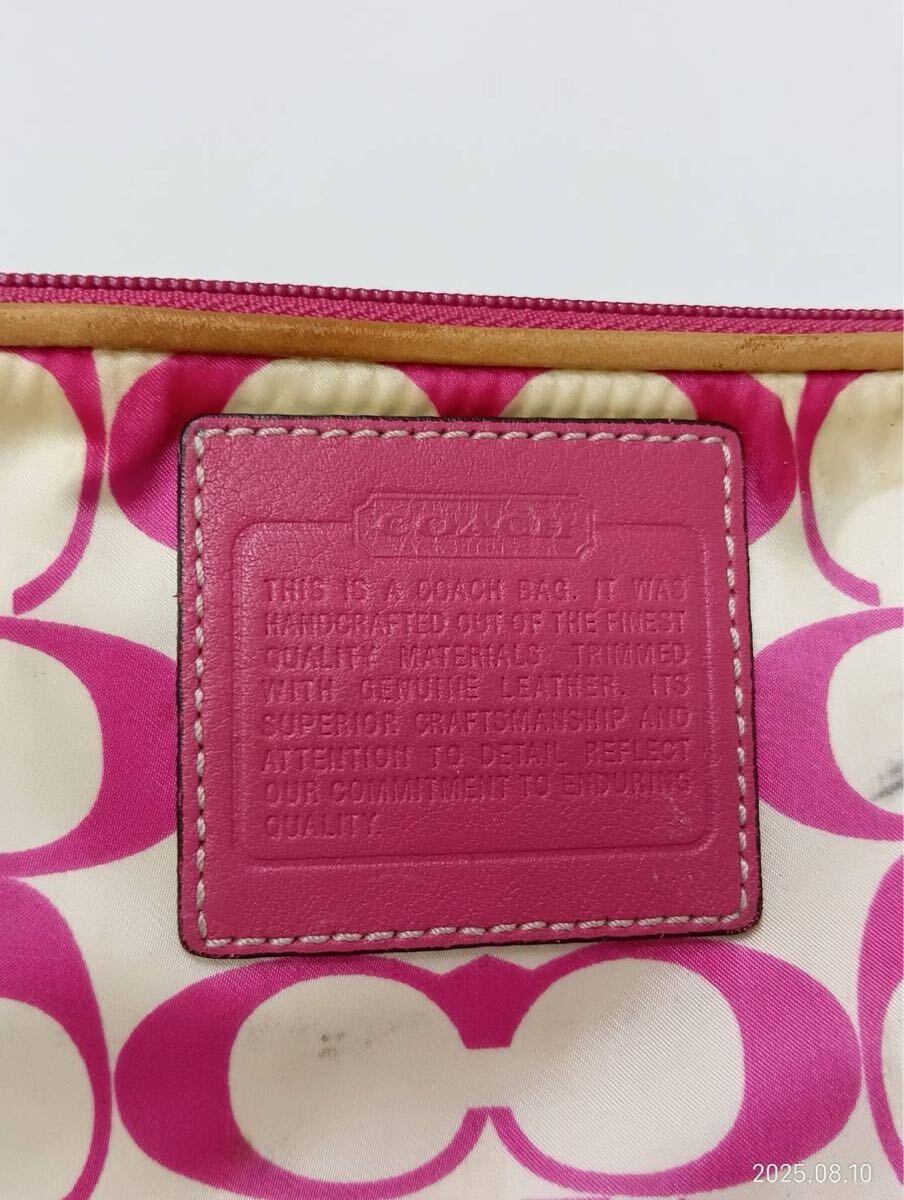 COACH
THIS IS A COACH BAG. IT WAS
HANDCRAFTED OUT OF THE FINEST
QUALITY MATERIALS TRIMMED
WITH GENUINE LEATHER. ITS
SUPERIOR CRAFTSMANSHIP AND
ATTENTION TO DETAIL REFLECT
OUR COMMITMENT TO ENDURING
QUALITY.
2025.08.10